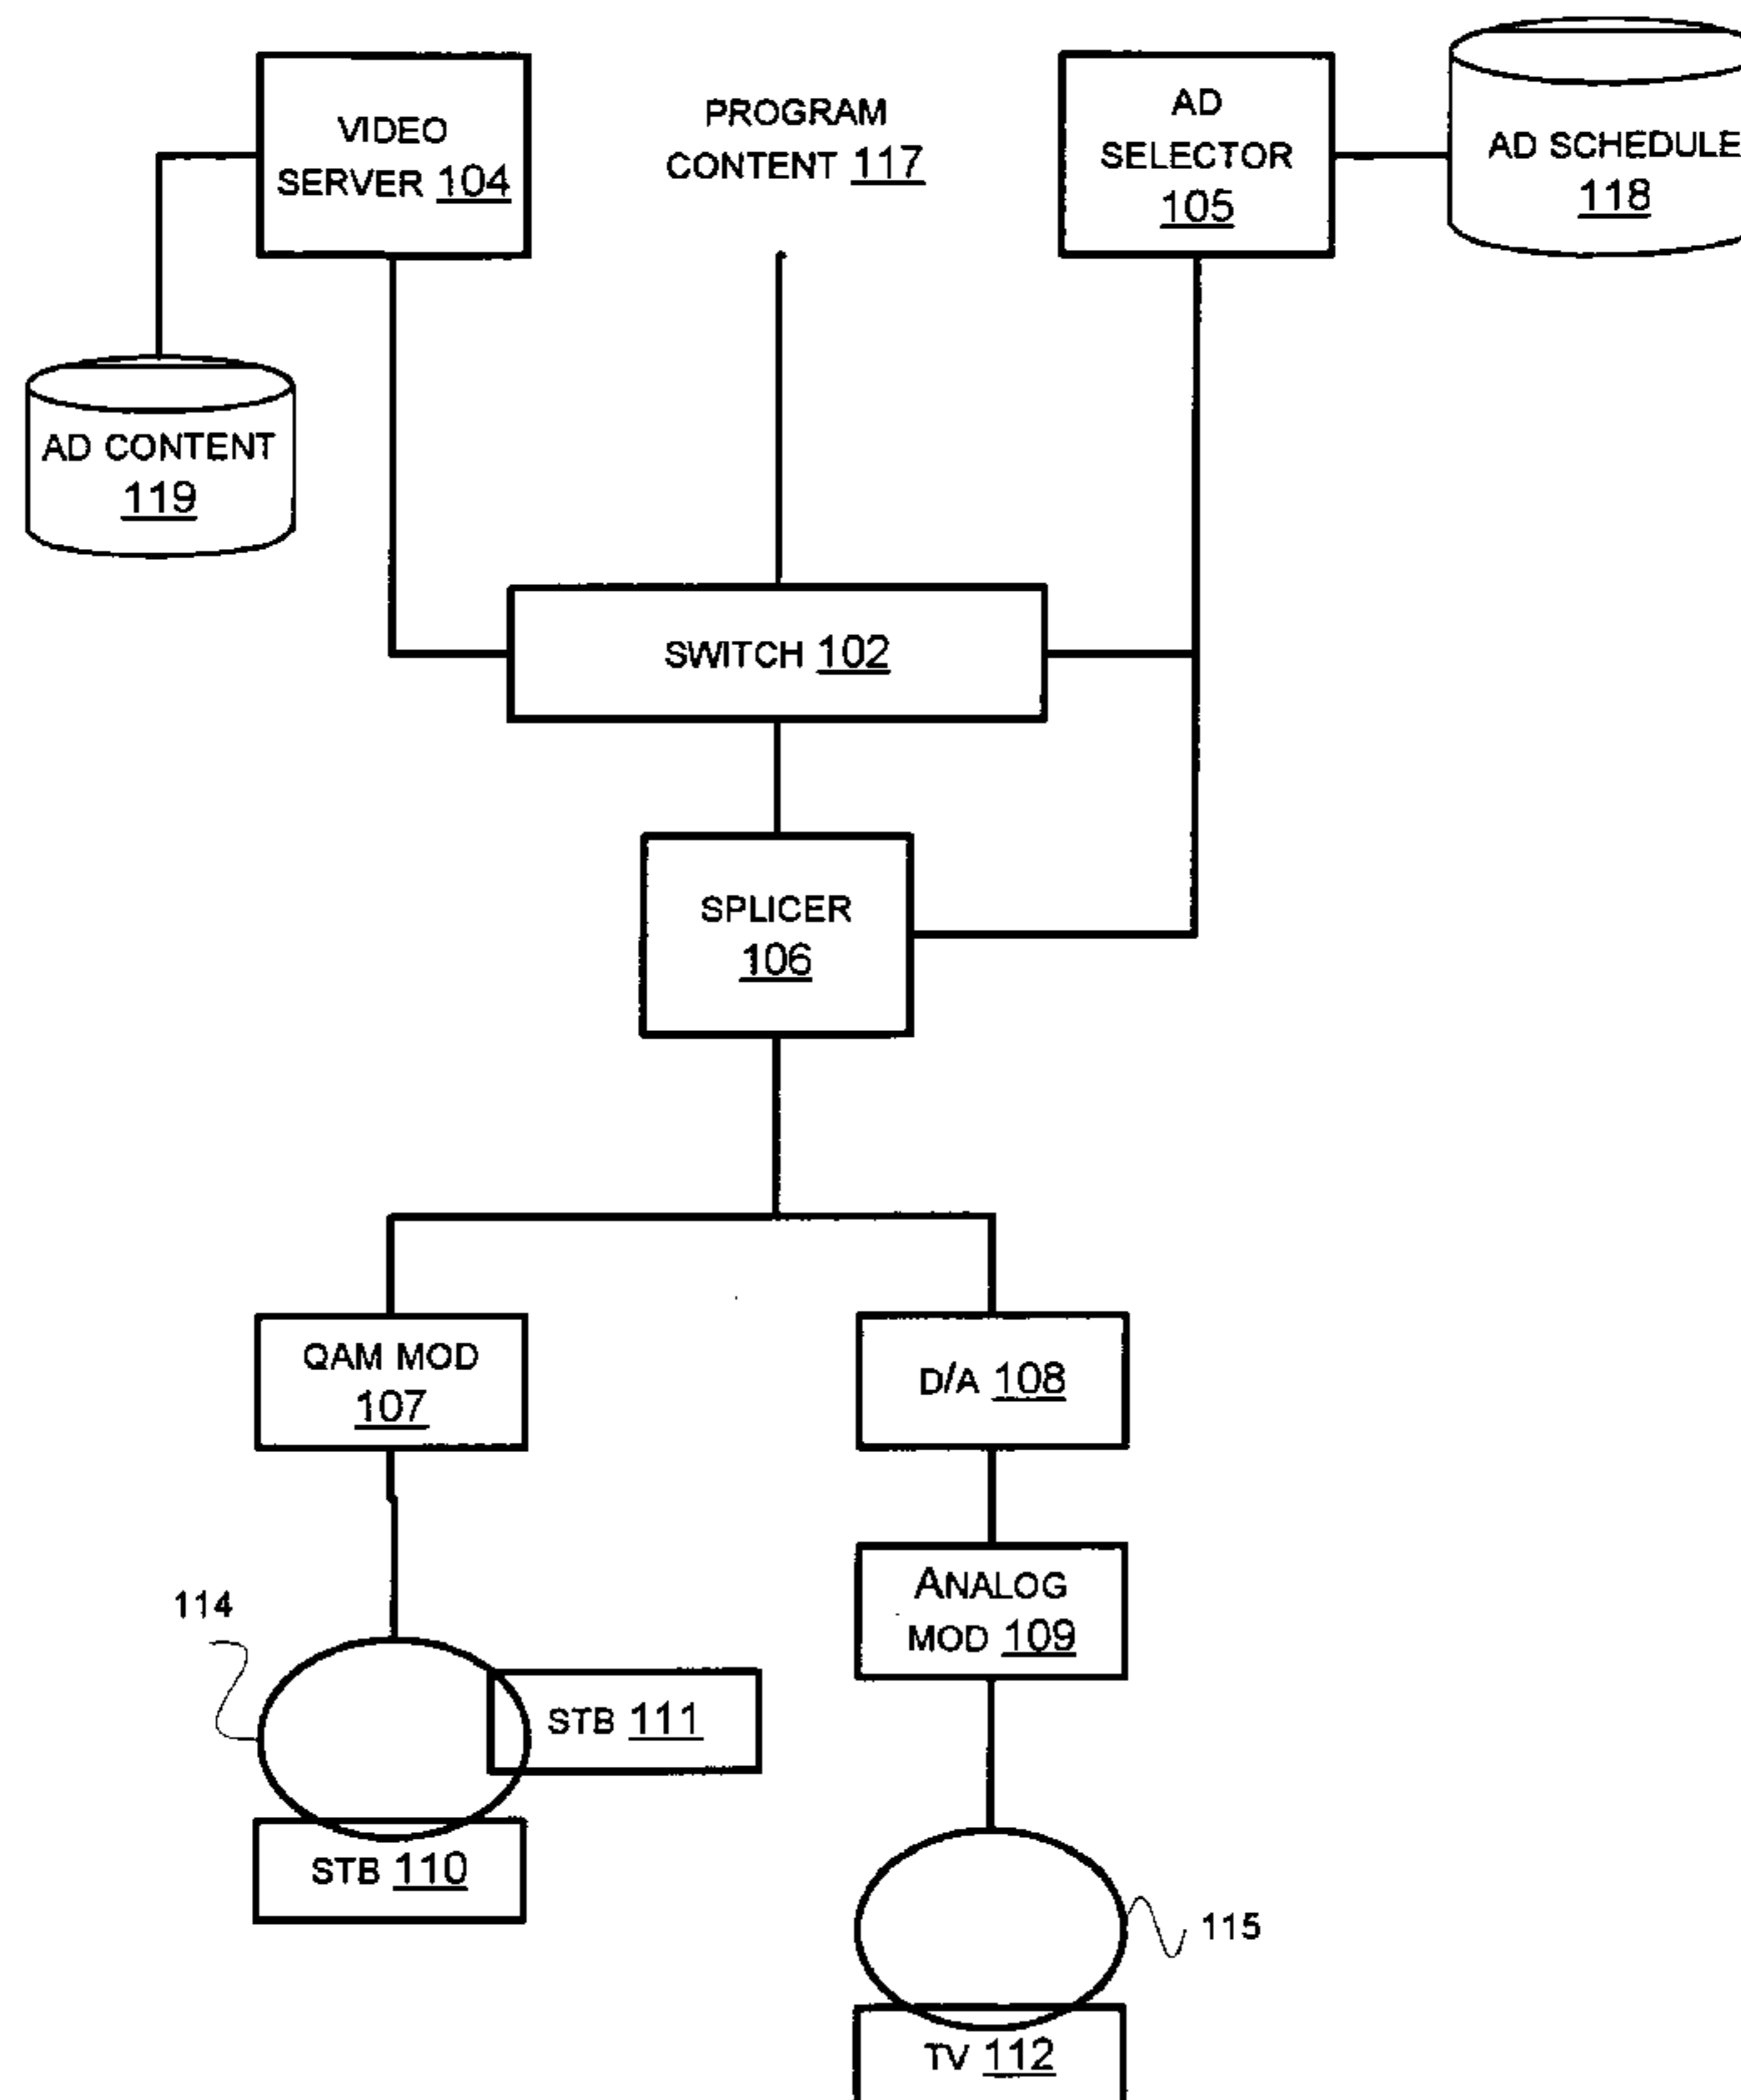 VIDEO
SERVER 104
PROGRAM
CONTENT 117
AD
SELECTOR
105
AD SCHEDULE
118
AD CONTENT
119
SWITCH 102
SPLICER
106
QAM MOD
107
D/A 108
ANALOG
MOD 109
114
STB 111
STB 110
115
TV 112